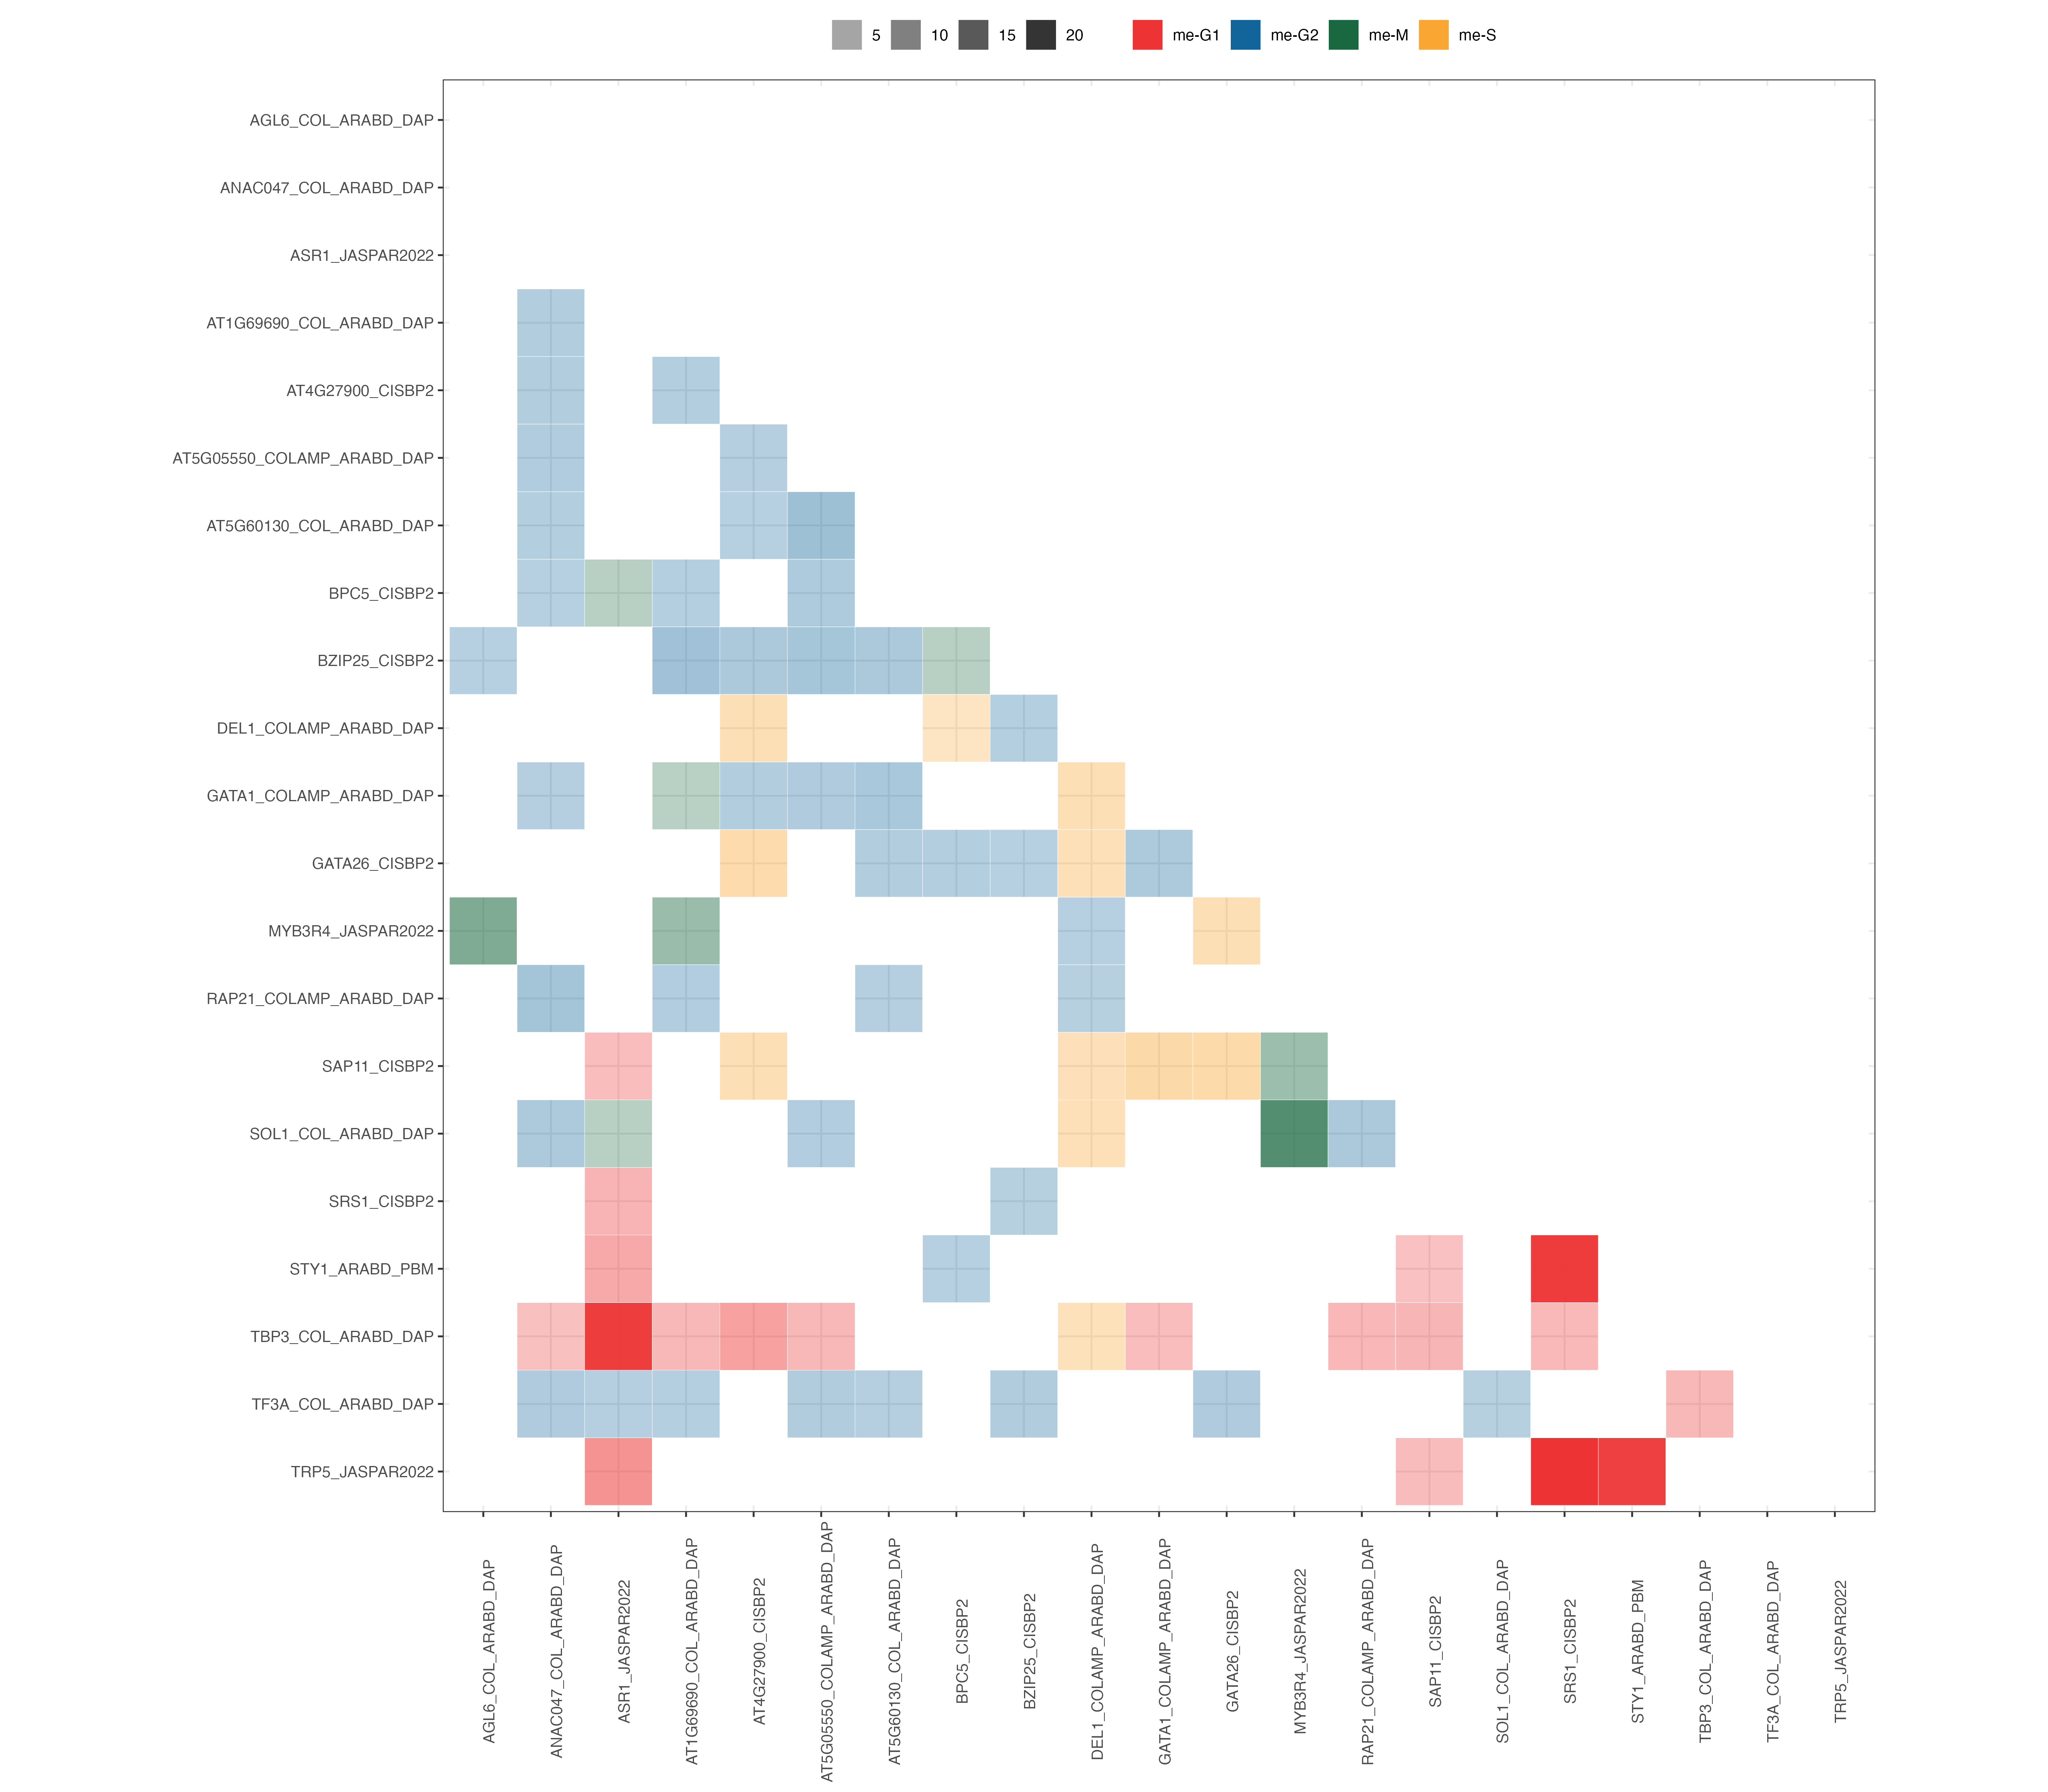 5 10 15 20 me-G1 me-G2 me-M me-S
AGL6_COL_ARABD_DAP
ANAC047_COL_ARABD_DAP
ASR1_JASPAR2022
AT1G69690_COL_ARABD_DAP
AT4G27900_CISBP2
AT5G05550_COLAMP_ARABD_DAP
AT5G60130_COL_ARABD_DAP
BPC5_CISBP2
BZIP25_CISBP2
DEL1_COLAMP_ARABD_DAP
GATA1_COLAMP_ARABD_DAP
GATA26_CISBP2
MYB3R4_JASPAR2022
RAP21_COLAMP_ARABD_DAP
SAP11_CISBP2
SOL1_COL_ARABD_DAP
SRS1_CISBP2
STY1_ARABD_PBM
TBP3_COL_ARABD_DAP
TF3A_COL_ARABD_DAP
TRP5_JASPAR2022
AGL6_COL_ARABD_DAP
ANAC047_COL_ARABD_DAP
ASR1_JASPAR2022
AT1G69690_COL_ARABD_DAP
AT4G27900_CISBP2
AT5G05550_COLAMP_ARABD_DAP
AT5G60130_COL_ARABD_DAP
BPC5_CISBP2
BZIP25_CISBP2
DEL1_COLAMP_ARABD_DAP
GATA1_COLAMP_ARABD_DAP
GATA26_CISBP2
MYB3R4_JASPAR2022
RAP21_COLAMP_ARABD_DAP
SAP11_CISBP2
SOL1_COL_ARABD_DAP
SRS1_CISBP2
STY1_ARABD_PBM
TBP3_COL_ARABD_DAP
TF3A_COL_ARABD_DAP
TRP5_JASPAR2022